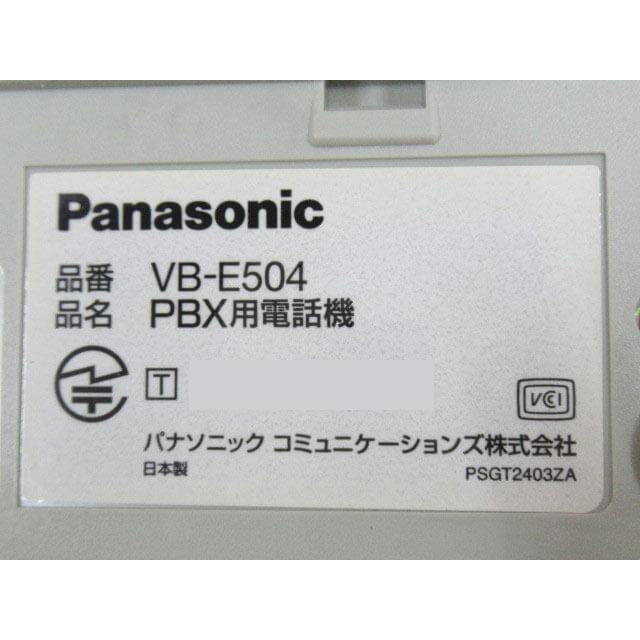 Panasonic
品番 VB-E504
品名 PBX用電話機
T
VCCI
パナソニック コミュニケーションズ株式会社
日本製 PSGT2403ZA